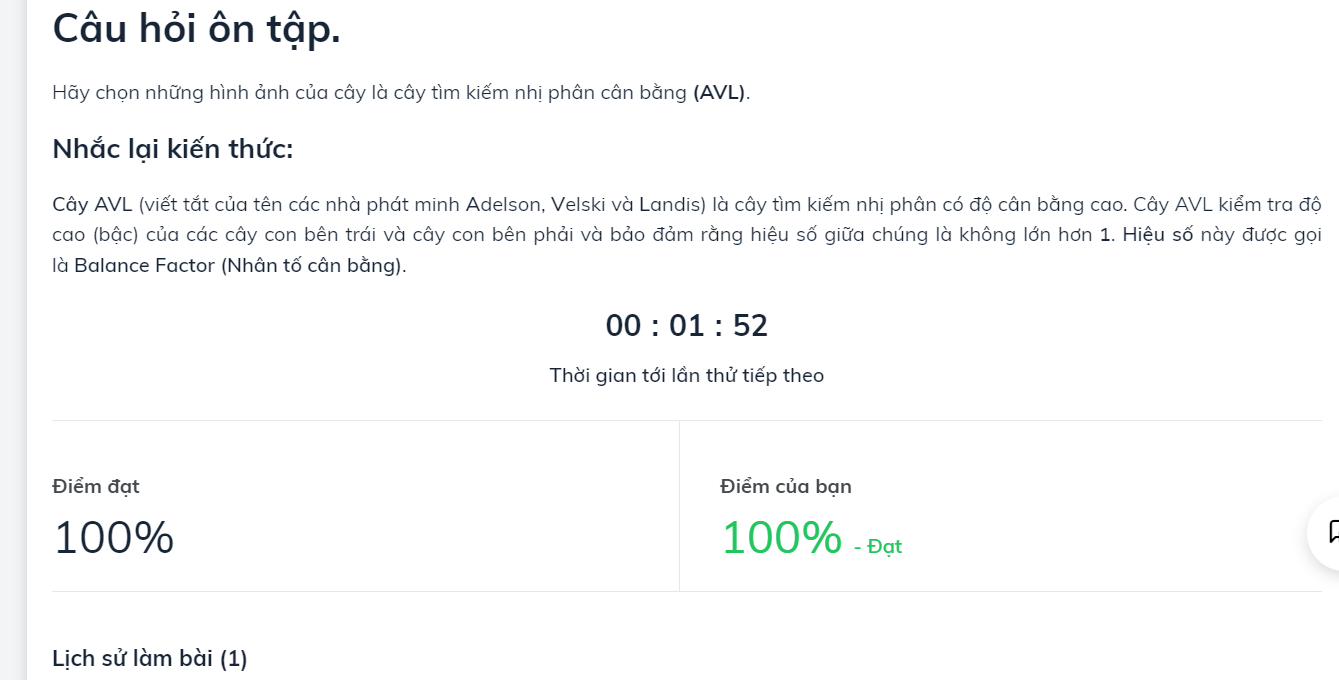 Câu hỏi ôn tập.
Hãy chọn những hình ảnh của cây là cây tìm kiếm nhị phân cân bằng (AVL).
Nhắc lại kiến thức:
Cây AVL (viết tắt của tên các nhà phát minh Adelson, Velski và Landis) là cây tìm kiếm nhị phân có độ cân bằng cao. Cây AVL kiểm tra độ
cao (bậc) của các cây con bên trái và cây con bên phải và bảo đảm rằng hiệu số giữa chúng là không lớn hơn 1. Hiệu số này được gọi
là Balance Factor (Nhân tố cân bằng).
00 : 01 : 52
Thời gian tới lần thử tiếp theo
Điểm đạt
100%
Điểm của bạn
100% - Đạt
Lịch sử làm bài (1)